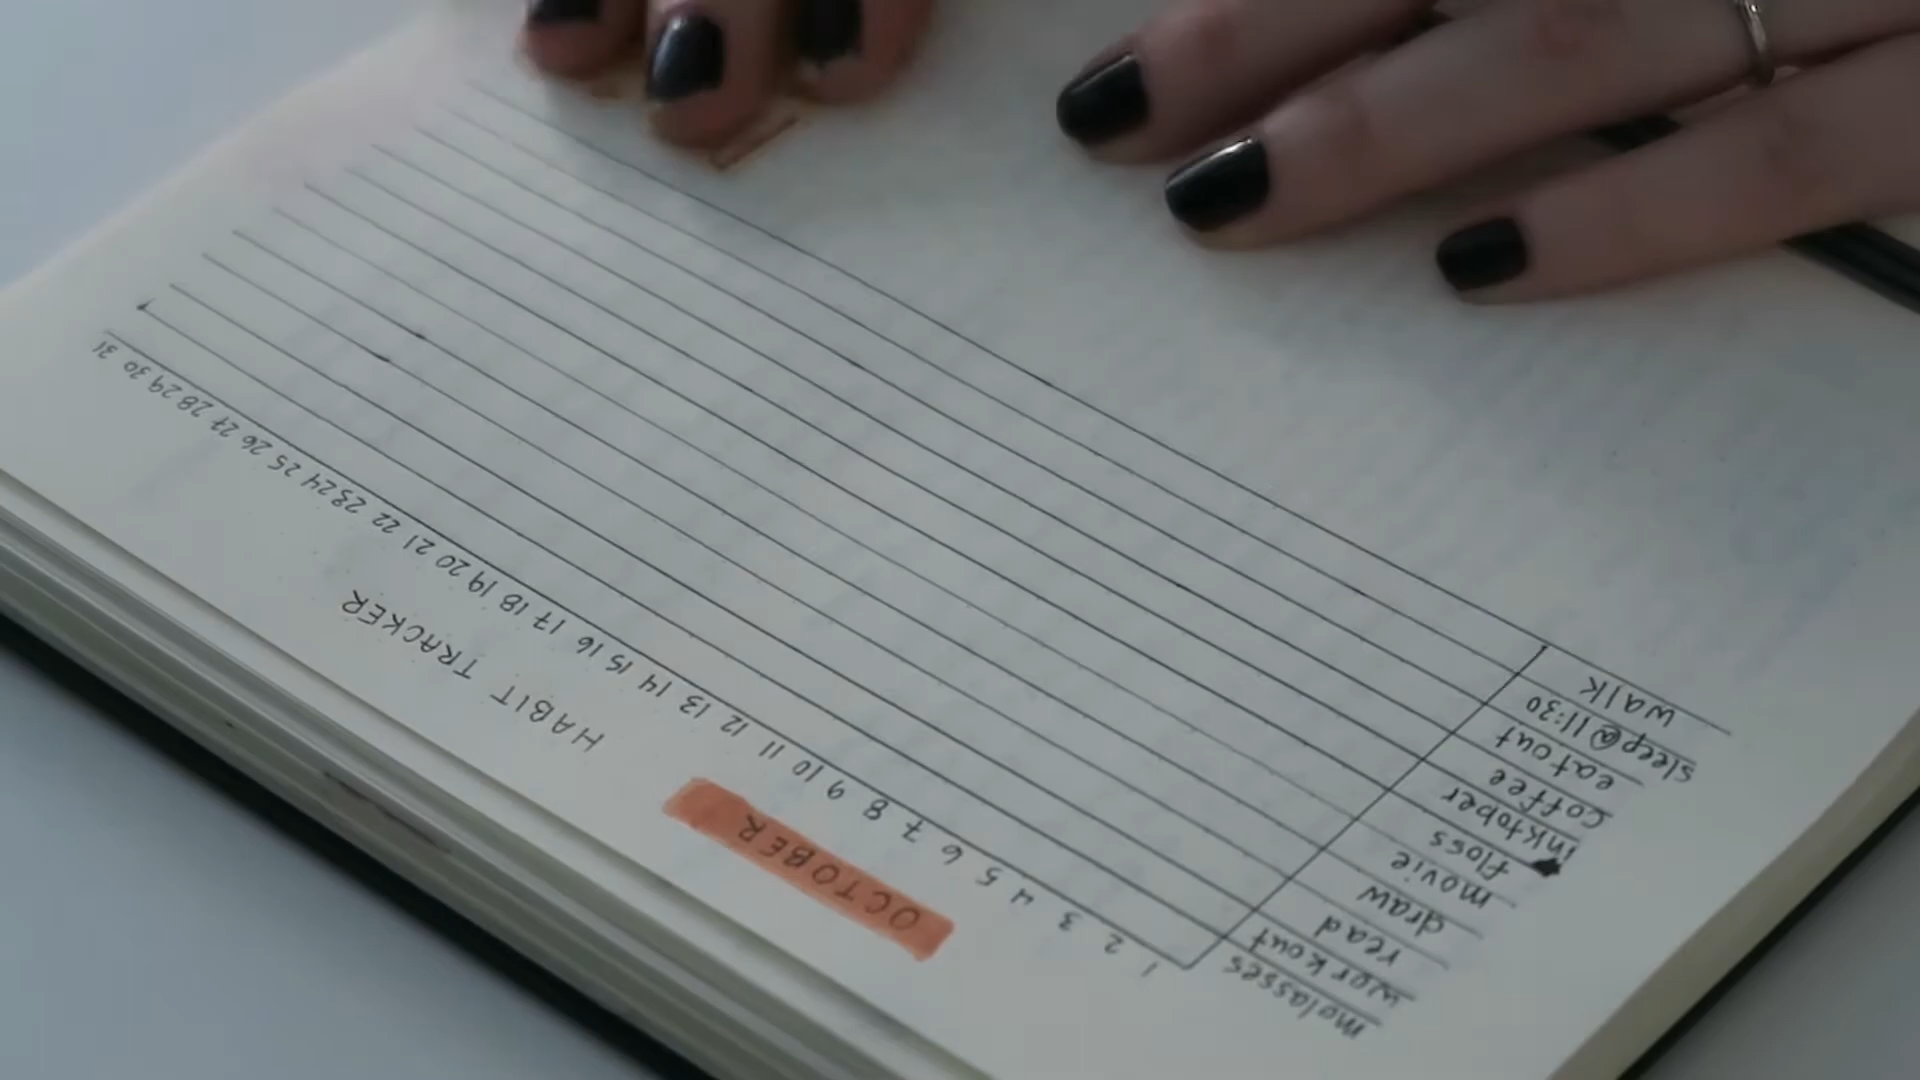 OCTOBER HABIT TRACKER
1 2 3 4 5 6 7 8 9 10 11 12 13 14 15 16 17 18 19 20 21 22 23 24 25 26 27 28 29 30 31
molasses
workout
read
draw
movie
floss
inktober
coffee
eat out
sleep@11:30
walk